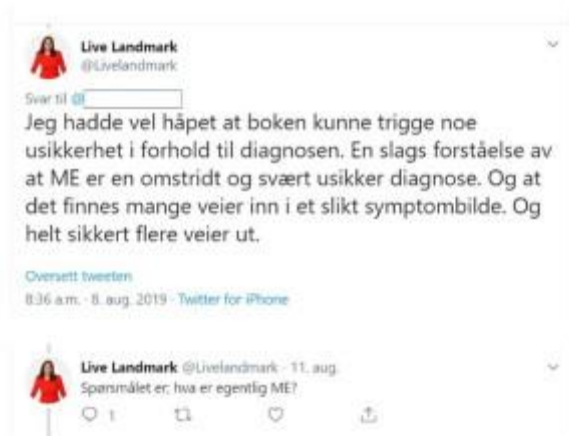 Live Landmark
@Livelandmark
Svar til @
Jeg hadde vel håpet at boken kunne trigge noe
usikkerhet i forhold til diagnosen. En slags forståelse av
at ME er en omstridt og svært usikker diagnose. Og at
det finnes mange veier inn i et slikt symptombilde. Og
helt sikkert flere veier ut.
Oversett tweeten
8:36 a.m. · 8. aug. 2019 · Twitter for iPhone
Live Landmark @Livelandmark · 11. aug.
Spørsmålet er; hva er egentlig ME?
1